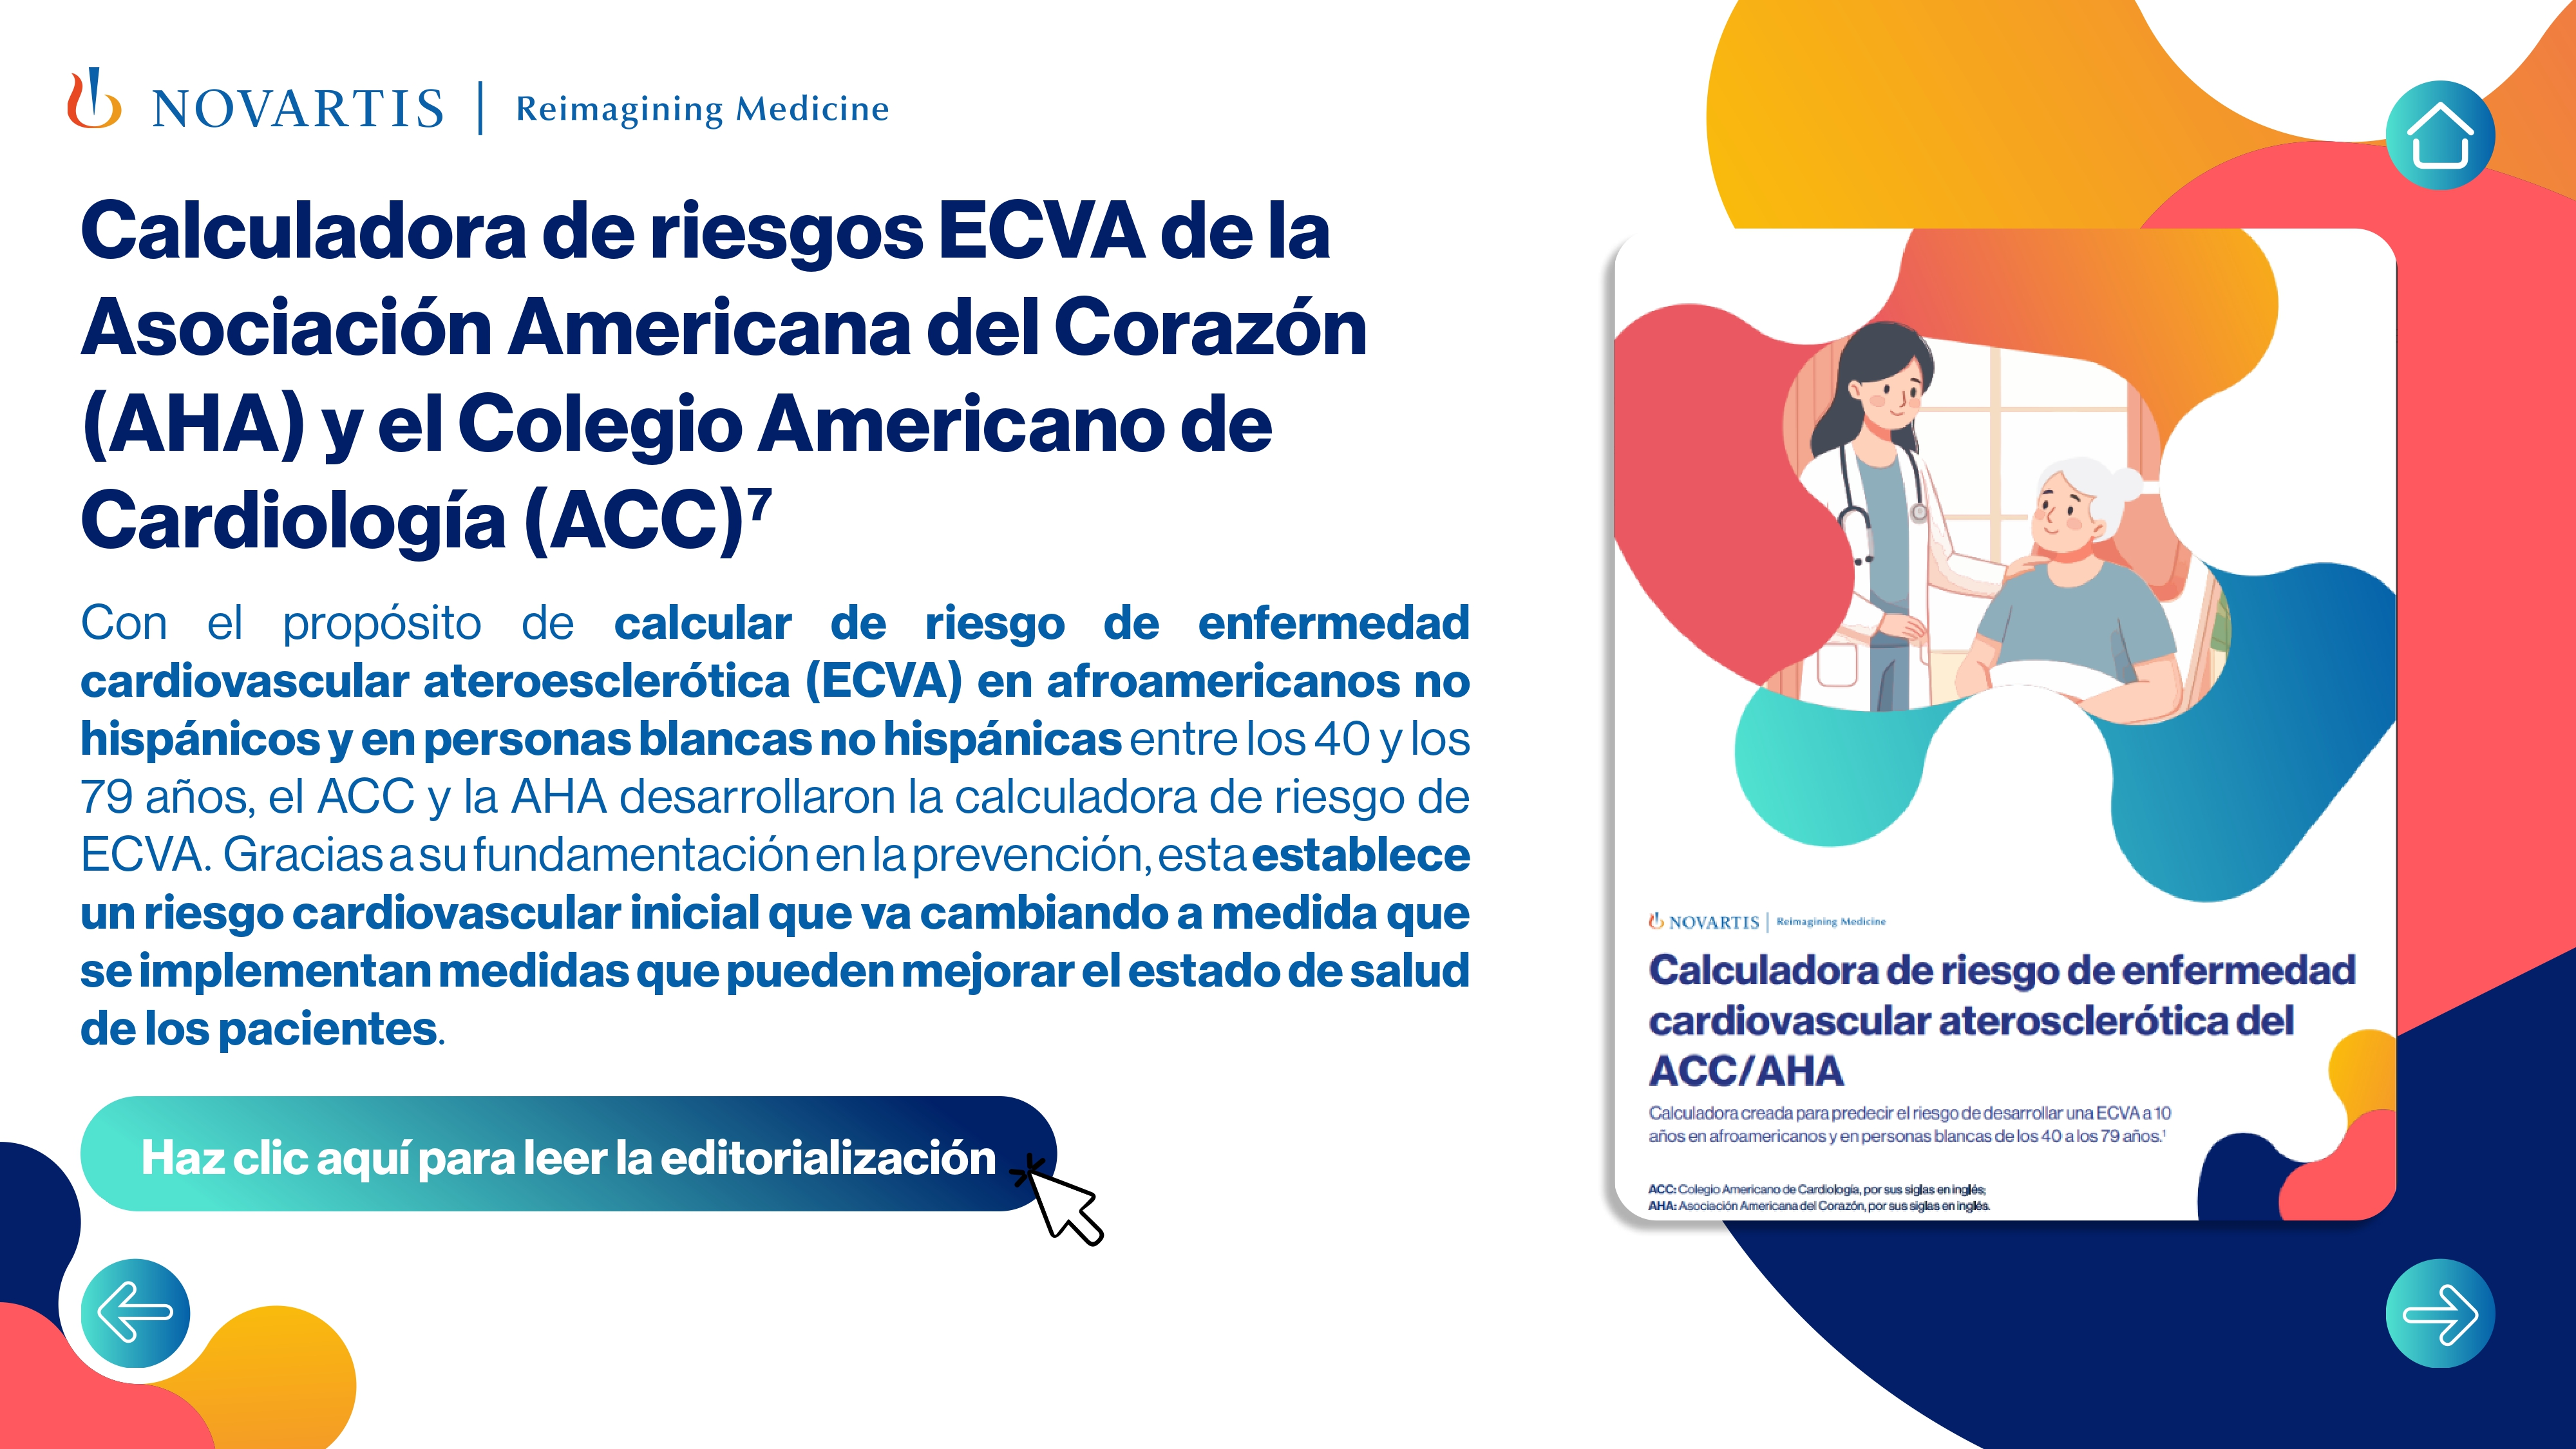 NOVARTIS | Reimagining Medicine
Calculadora de riesgos ECVA de la
Asociación Americana del Corazón
(AHA) y el Colegio Americano de
Cardiología (ACC)⁷
Con el propósito de calcular de riesgo de enfermedad
cardiovascular ateroesclerótica (ECVA) en afroamericanos no
hispánicos y en personas blancas no hispánicas entre los 40 y los
79 años, el ACC y la AHA desarrollaron la calculadora de riesgo de
ECVA. Gracias a su fundamentación en la prevención, esta establece
un riesgo cardiovascular inicial que va cambiando a medida que
se implementan medidas que pueden mejorar el estado de salud
de los pacientes.
Haz clic aquí para leer la editorialización
NOVARTIS | Reimagining Medicine
Calculadora de riesgo de enfermedad
cardiovascular aterosclerótica del
ACC/AHA
Calculadora creada para predecir el riesgo de desarrollar una ECVA a 10
años en afroamericanos y en personas blancas de los 40 a los 79 años.¹
ACC: Colegio Americano de Cardiología, por sus siglas en inglés;
AHA: Asociación Americana del Corazón, por sus siglas en inglés.